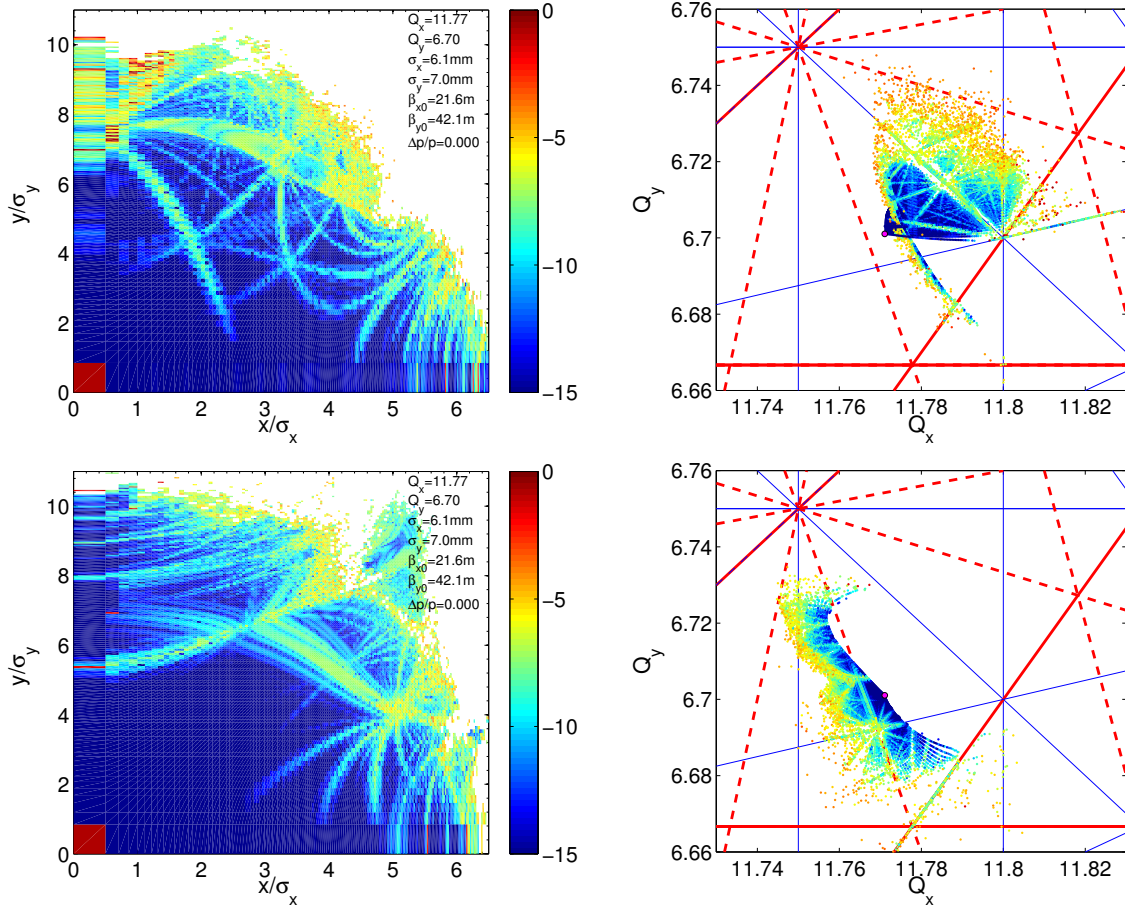 10
8
6
4
2
0
y/σ_y
0 1 2 3 4 5 6
x/σ_x
Q_x=11.77
Q_y=6.70
σ_x=6.1mm
σ_y=7.0mm
β_x0=21.6m
β_y0=42.1m
Δp/p=0.000
0
−5
−10
−15
6.76
6.74
6.72
6.7
6.68
6.66
Q_y
11.74 11.76 11.78 11.8 11.82
Q_x
10
8
6
4
2
0
y/σ_y
0 1 2 3 4 5 6
x/σ_x
Q_x=11.77
Q_y=6.70
σ_x=6.1mm
σ_y=7.0mm
β_x0=21.6m
β_y0=42.1m
Δp/p=0.000
0
−5
−10
−15
6.76
6.74
6.72
6.7
6.68
6.66
Q_y
11.74 11.76 11.78 11.8 11.82
Q_x